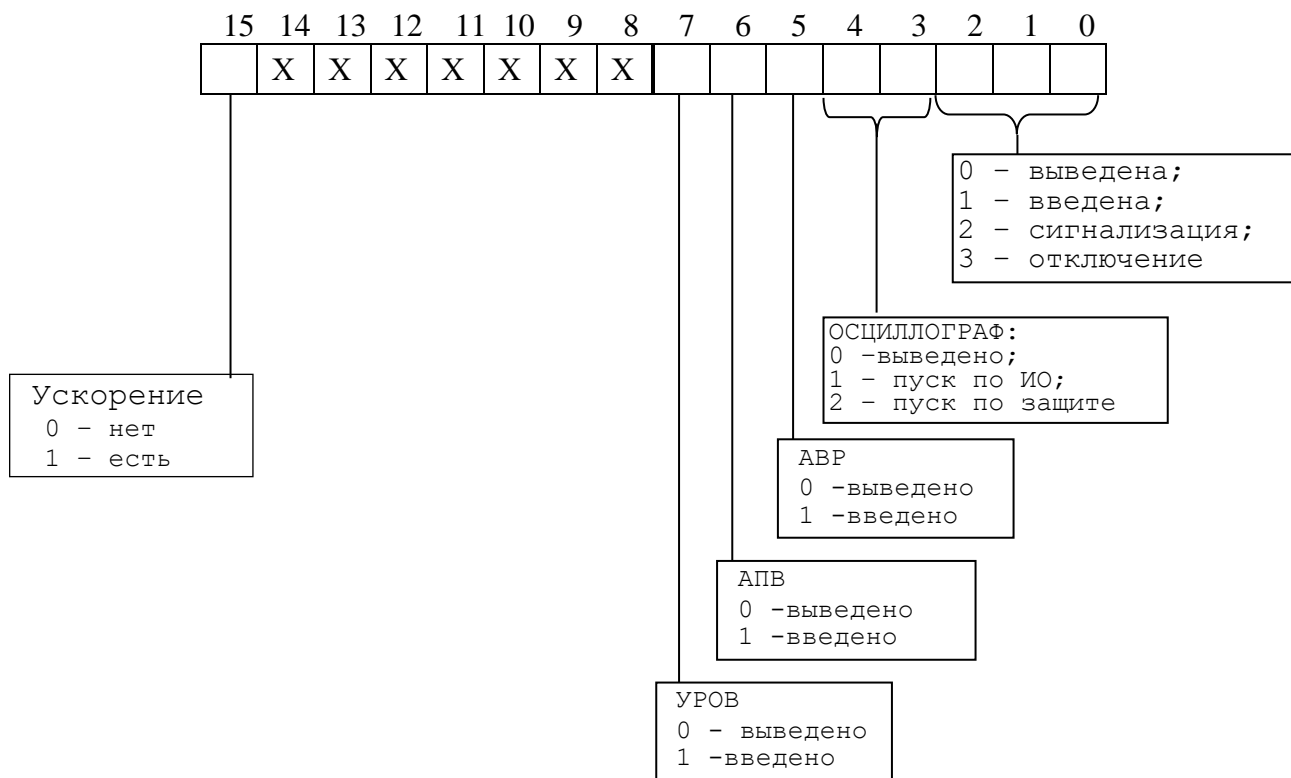 15 14 13 12 11 10 9 8 7 6 5 4 3 2 1 0
X X X X X X X
0 – выведена;
1 – введена;
2 – сигнализация;
3 – отключение
ОСЦИЛЛОГРАФ:
0 –выведено;
1 – пуск по ИО;
2 – пуск по защите
Ускорение
0 – нет
1 – есть
АВР
0 -выведено
1 -введено
АПВ
0 -выведено
1 -введено
УРОВ
0 - выведено
1 -введено